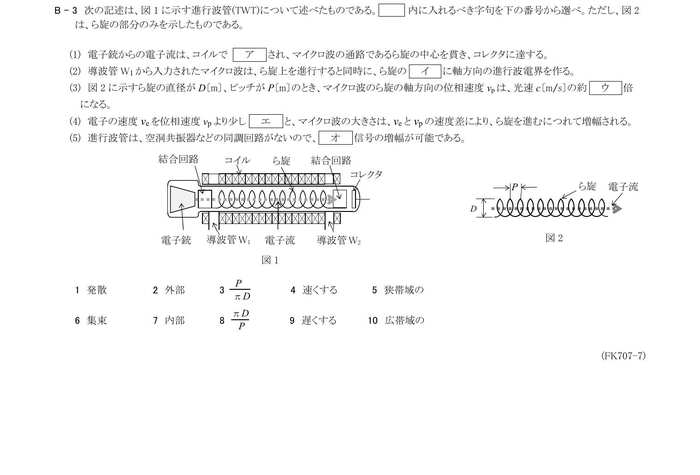 B－3 次の記述は、図1に示す進行波管(TWT)について述べたものである。 内に入れるべき字句を下の番号から選べ。ただし、図2
は、ら旋の部分のみを示したものである。
(1) 電子銃からの電子流は、コイルで ア され、マイクロ波の通路であるら旋の中心を貫き、コレクタに達する。
(2) 導波管W1から入力されたマイクロ波は、ら旋上を進行すると同時に、ら旋の イ に軸方向の進行波電界を作る。
(3) 図2に示すら旋の直径がD[m]、ピッチがP[m]のとき、マイクロ波のら旋の軸方向の位相速度vpは、光速c[m/s]の約 ウ 倍
になる。
(4) 電子の速度veを位相速度vpより少し エ と、マイクロ波の大きさは、veとvpの速度差により、ら旋を進むにつれて増幅される。
(5) 進行波管は、空洞共振器などの同調回路がないので、 オ 信号の増幅が可能である。
結合回路 コイル ら旋 結合回路
コレクタ
電子銃 導波管W1 電子流 導波管W2
図1
P ら旋 電子流
D
図2
1 発散 2 外部 3 P/πD 4 速くする 5 狭帯域の
6 集束 7 内部 8 πD/P 9 遅くする 10 広帯域の
(FK707-7)